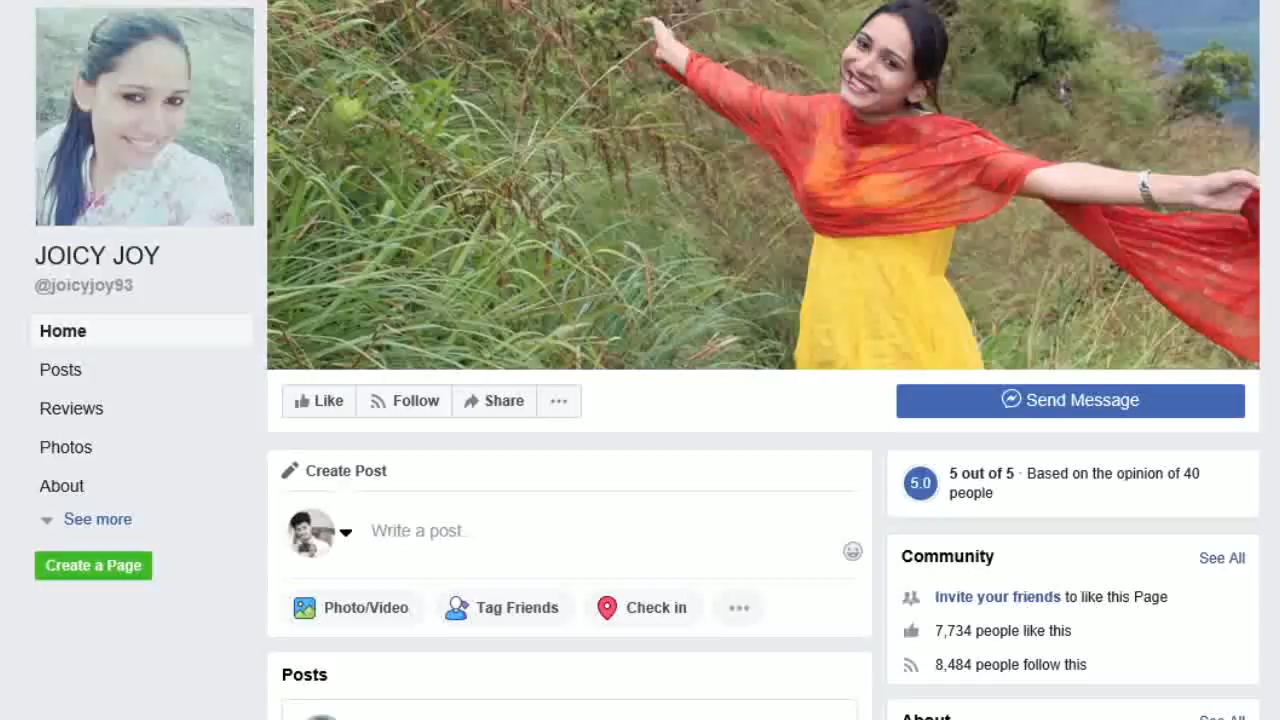 JOICY JOY
@joicyjoy93
Home
Posts
Reviews
Photos
About
See more
Create a Page
Like
Follow
Share
Send Message
Create Post
Write a post..
Photo/Video
Tag Friends
Check in
Posts
5.0
5 out of 5 · Based on the opinion of 40
people
Community
See All
Invite your friends to like this Page
7,734 people like this
8,484 people follow this
About
See All